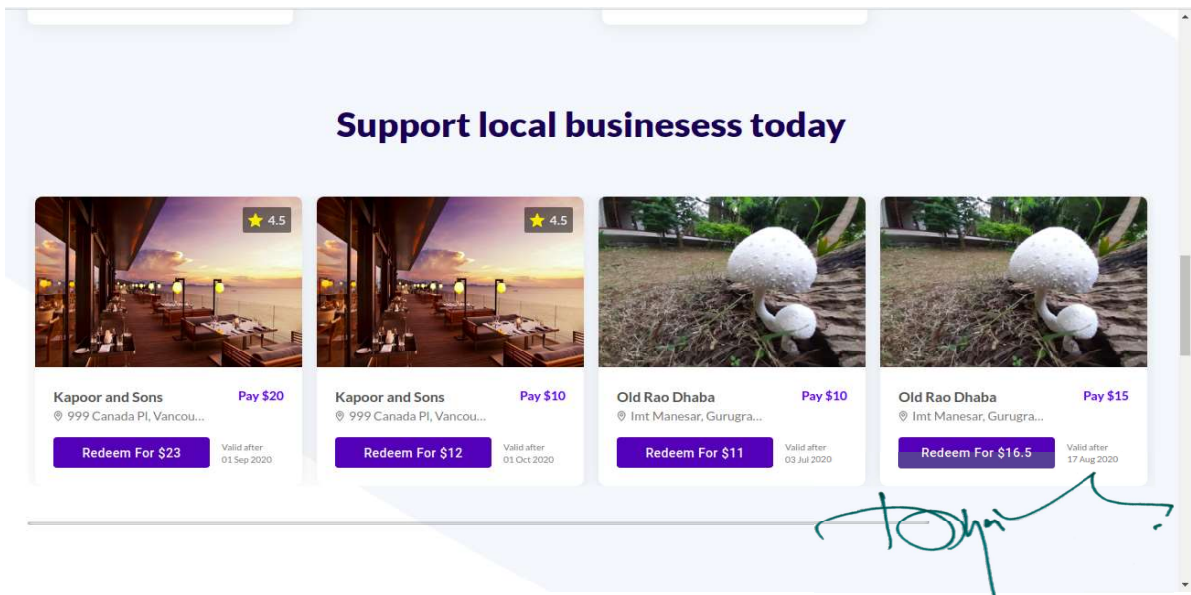 Support local businesess today
4.5
4.5
Kapoor and Sons Pay $20
999 Canada Pl, Vancou...
Redeem For $23 Valid after
01 Sep 2020
Kapoor and Sons Pay $10
999 Canada Pl, Vancou...
Redeem For $12 Valid after
01 Oct 2020
Old Rao Dhaba Pay $10
Imt Manesar, Gurugra...
Redeem For $11 Valid after
03 Jul 2020
Old Rao Dhaba Pay $15
Imt Manesar, Gurugra...
Redeem For $16.5 Valid after
17 Aug 2020